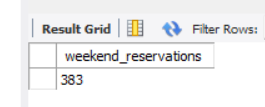 Result Grid Filter Rows:
weekend_reservations
383